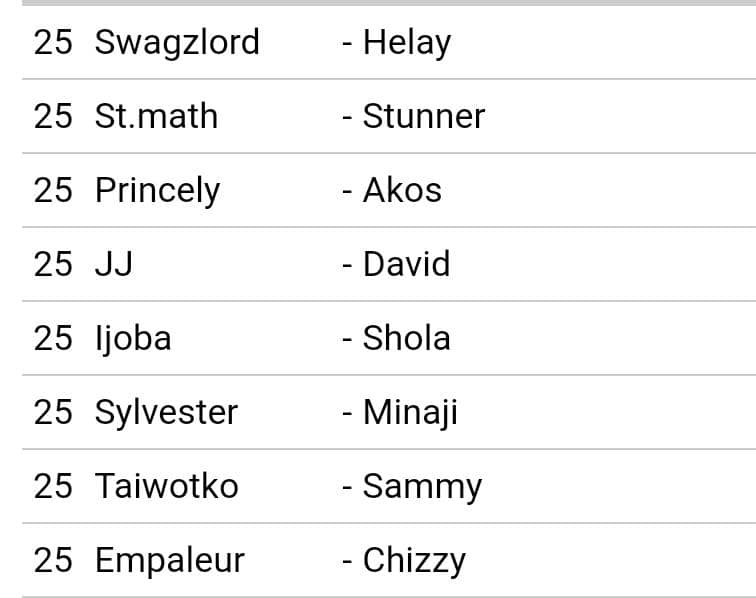 25 Swagzlord - Helay
25 St.math - Stunner
25 Princely - Akos
25 JJ - David
25 Ijoba - Shola
25 Sylvester - Minaji
25 Taiwotko - Sammy
25 Empaleur - Chizzy